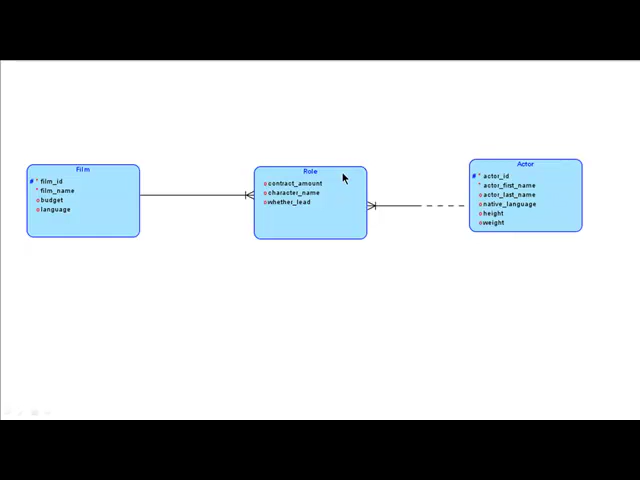 Film
# * film_id
* film_name
o budget
o language
Role
o contract_amount
o character_name
o whether_lead
Actor
# * actor_id
* actor_first_name
o actor_last_name
o native_language
o height
o weight